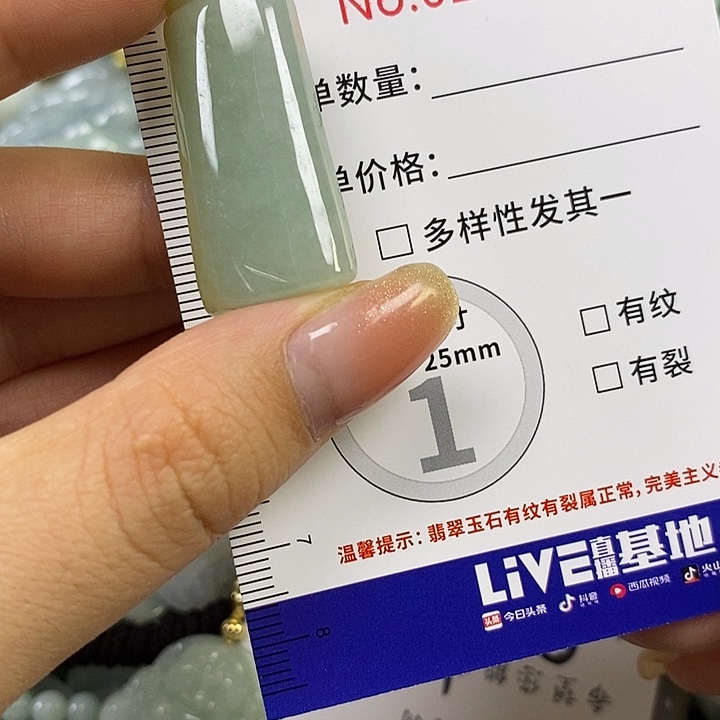 单数量：
单价格：
多样性发其一
有纹
寸
25mm
有裂
1
温馨提示：翡翠玉石有纹有裂属正常，完美主义
7
LiVE直播基地
头条 今日头条 抖音 西瓜视频 火山
8